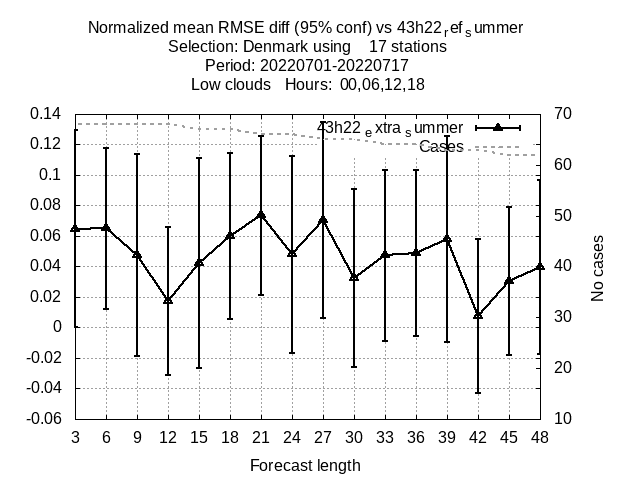 Normalized mean RMSE diff (95% conf) vs 43h22refsummer
Selection: Denmark using 17 stations
Period: 20220701-20220717
Low clouds Hours: 00,06,12,18
43h22extrasummer
Cases
0.14
0.12
0.1
0.08
0.06
0.04
0.02
0
-0.02
-0.04
-0.06
70
60
50
40
30
20
10
No cases
3 6 9 12 15 18 21 24 27 30 33 36 39 42 45 48
Forecast length